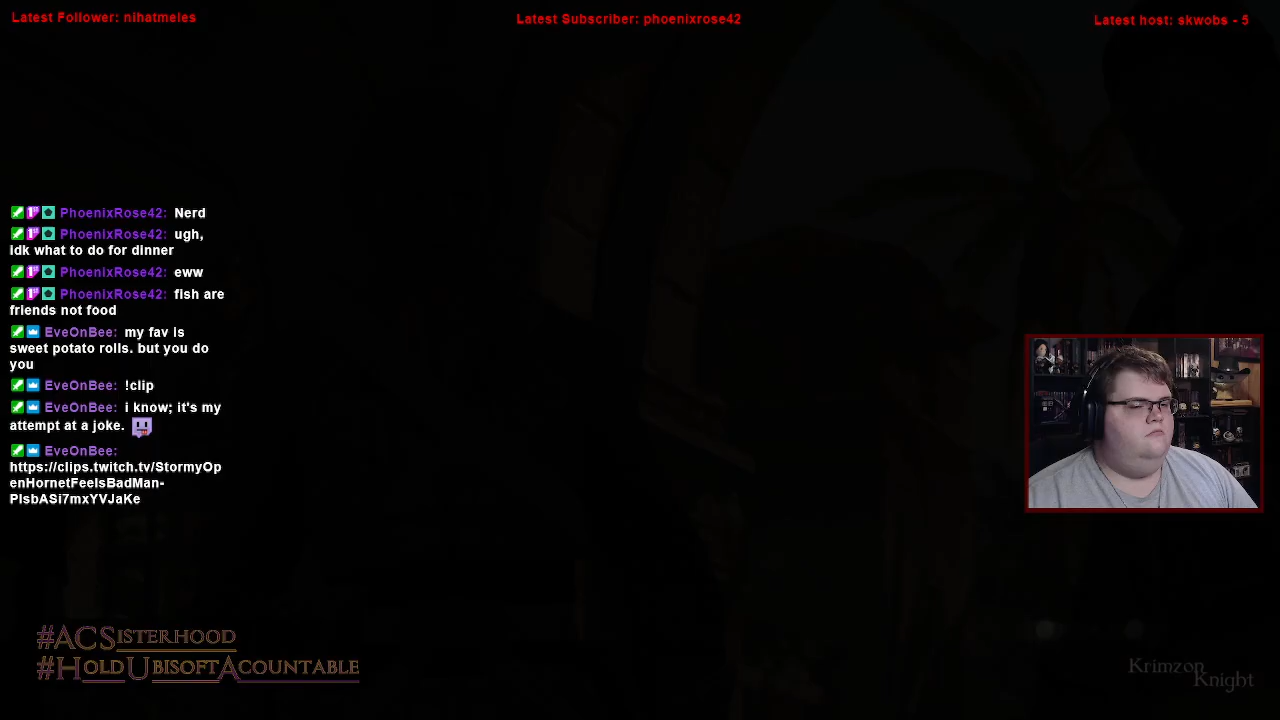 Latest Follower: nihatmeles
Latest Subscriber: phoenixrose42
Latest host: skwobs - 5
PhoenixRose42: Nerd
PhoenixRose42: ugh,
idk what to do for dinner
PhoenixRose42: eww
PhoenixRose42: fish are
friends not food
EveOnBee: my fav is
sweet potato rolls. but you do
you
EveOnBee: !clip
EveOnBee: i know; it's my
attempt at a joke.
EveOnBee:
https://clips.twitch.tv/StormyOp
enHornetFeelsBadMan-
PlsbASi7mxYVJaKe
#ACSisterhood
#HoldUbisoftAcountable
Krimzon
Knight